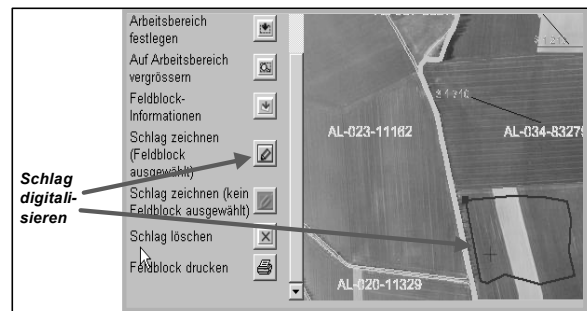 Arbeitsbereich
festlegen
Auf Arbeitsbereich
vergrössern
Feldblock-
Informationen
Schlag zeichnen
(Feldblock
ausgewählt)
Schlag zeichnen (kein
Feldblock ausgewählt)
Schlag löschen
Feldblock drucken
Schlag
digitali-
sieren
AL-023-11162
AL-034-83279
AL-020-11329